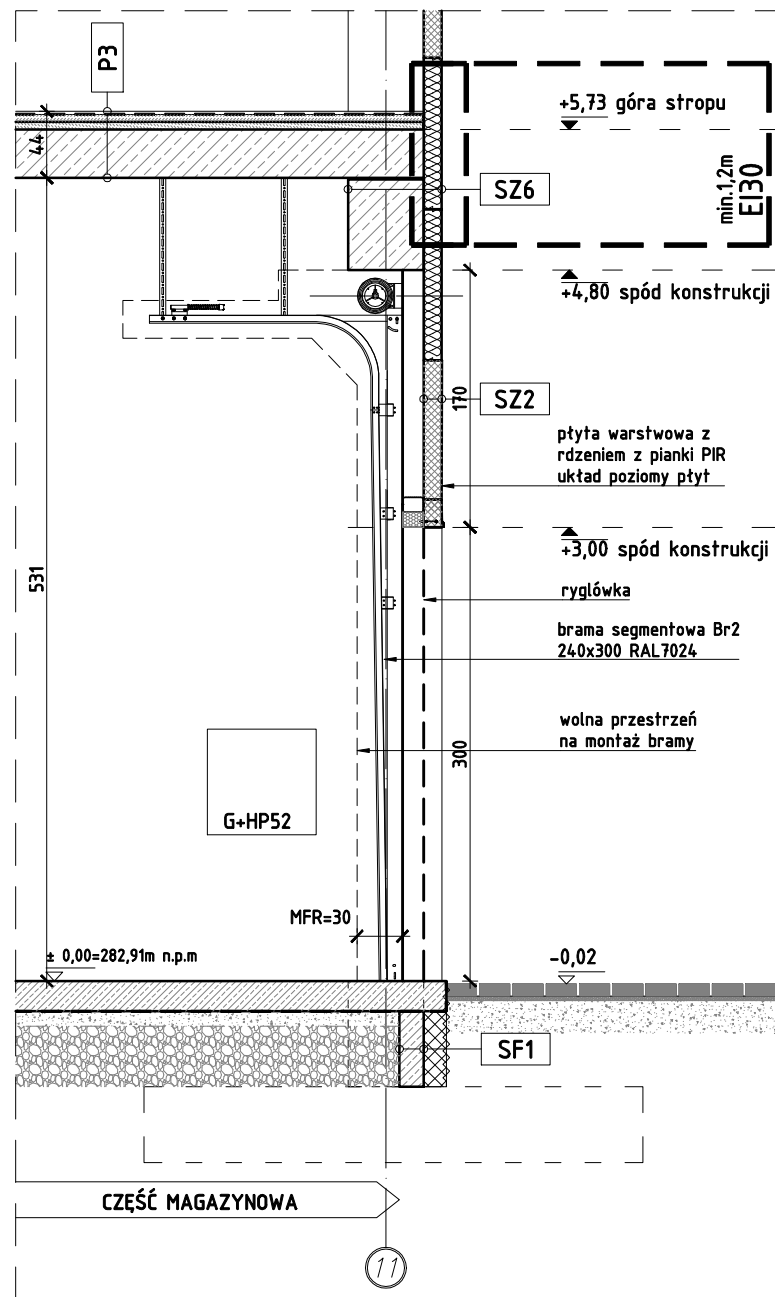 P3
+5,73 góra stropu
44
SZ6
min.1,2m
EI30
+4,80 spód konstrukcji
170
SZ2
płyta warstwowa z
rdzeniem z pianki PIR
układ poziomy płyt
+3,00 spód konstrukcji
531
ryglówka
brama segmentowa Br2
240x300 RAL7024
wolna przestrzeń
na montaż bramy
300
G+HP52
MFR=30
± 0,00=282,91m n.p.m
-0,02
SF1
CZĘŚĆ MAGAZYNOWA
11